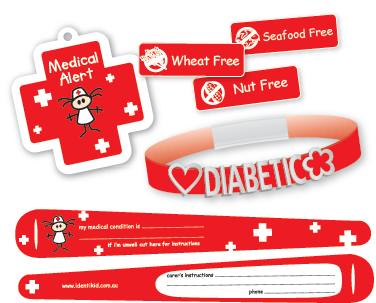 Medical
Alert
Seafood Free
Wheat Free
Nut Free
DIABETIC
my medical condition is
if I'm unwell cut here for instructions
www.identikid.com.au
carer's instructions
phone